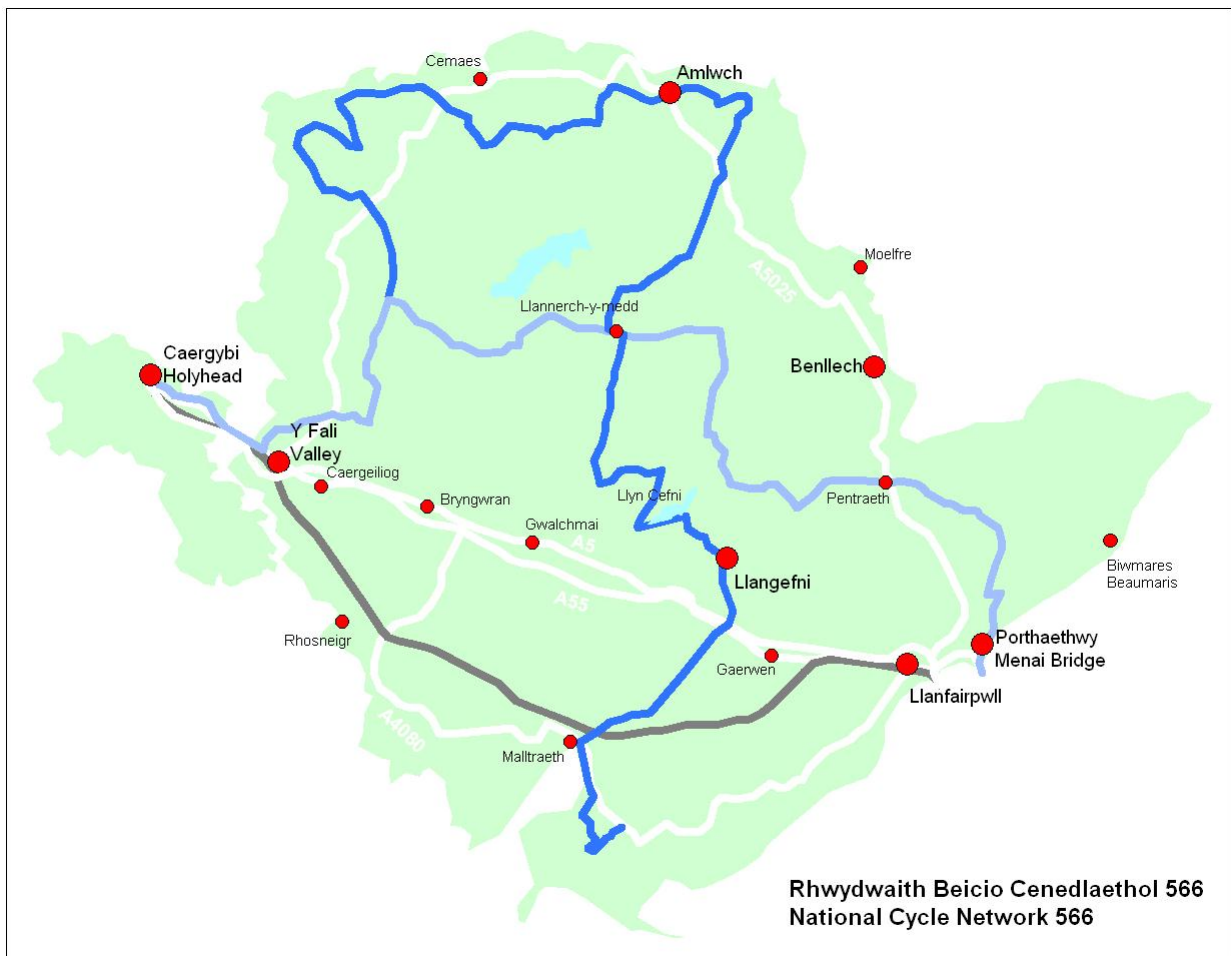 Cemaes
Amlwch
Moelfre
A5025
Llannerch-y-medd
Caergybi
Holyhead
Benllech
Y Fali
Valley
Caergeiliog
Bryngwran
Llyn Cefni
Pentraeth
Gwalchmai
A5
Llangefni
Biwmares
Beaumaris
A55
Rhosneigr
Gaerwen
Porthaethwy
Menai Bridge
Llanfairpwll
A4080
Malltraeth
Rhwydwaith Beicio Cenedlaethol 566
National Cycle Network 566